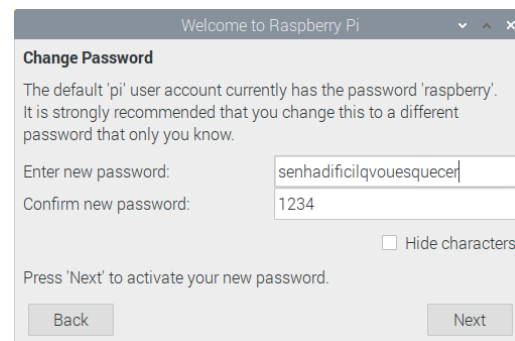 Welcome to Raspberry Pi
Change Password
The default 'pi' user account currently has the password 'raspberry'.
It is strongly recommended that you change this to a different
password that only you know.
Enter new password: senhadificilqvouesquecer
Confirm new password: 1234
Hide characters
Press 'Next' to activate your new password.
Back Next